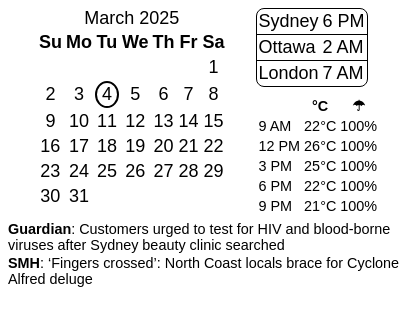 March 2025
Su Mo Tu We Th Fr Sa
1
2 3 4 5 6 7 8
9 10 11 12 13 14 15
16 17 18 19 20 21 22
23 24 25 26 27 28 29
30 31
Sydney 6 PM
Ottawa 2 AM
London 7 AM
°C ☂
9 AM 22°C 100%
12 PM 26°C 100%
3 PM 25°C 100%
6 PM 22°C 100%
9 PM 21°C 100%
Guardian: Customers urged to test for HIV and blood-borne
viruses after Sydney beauty clinic searched
SMH: ‘Fingers crossed’: North Coast locals brace for Cyclone
Alfred deluge